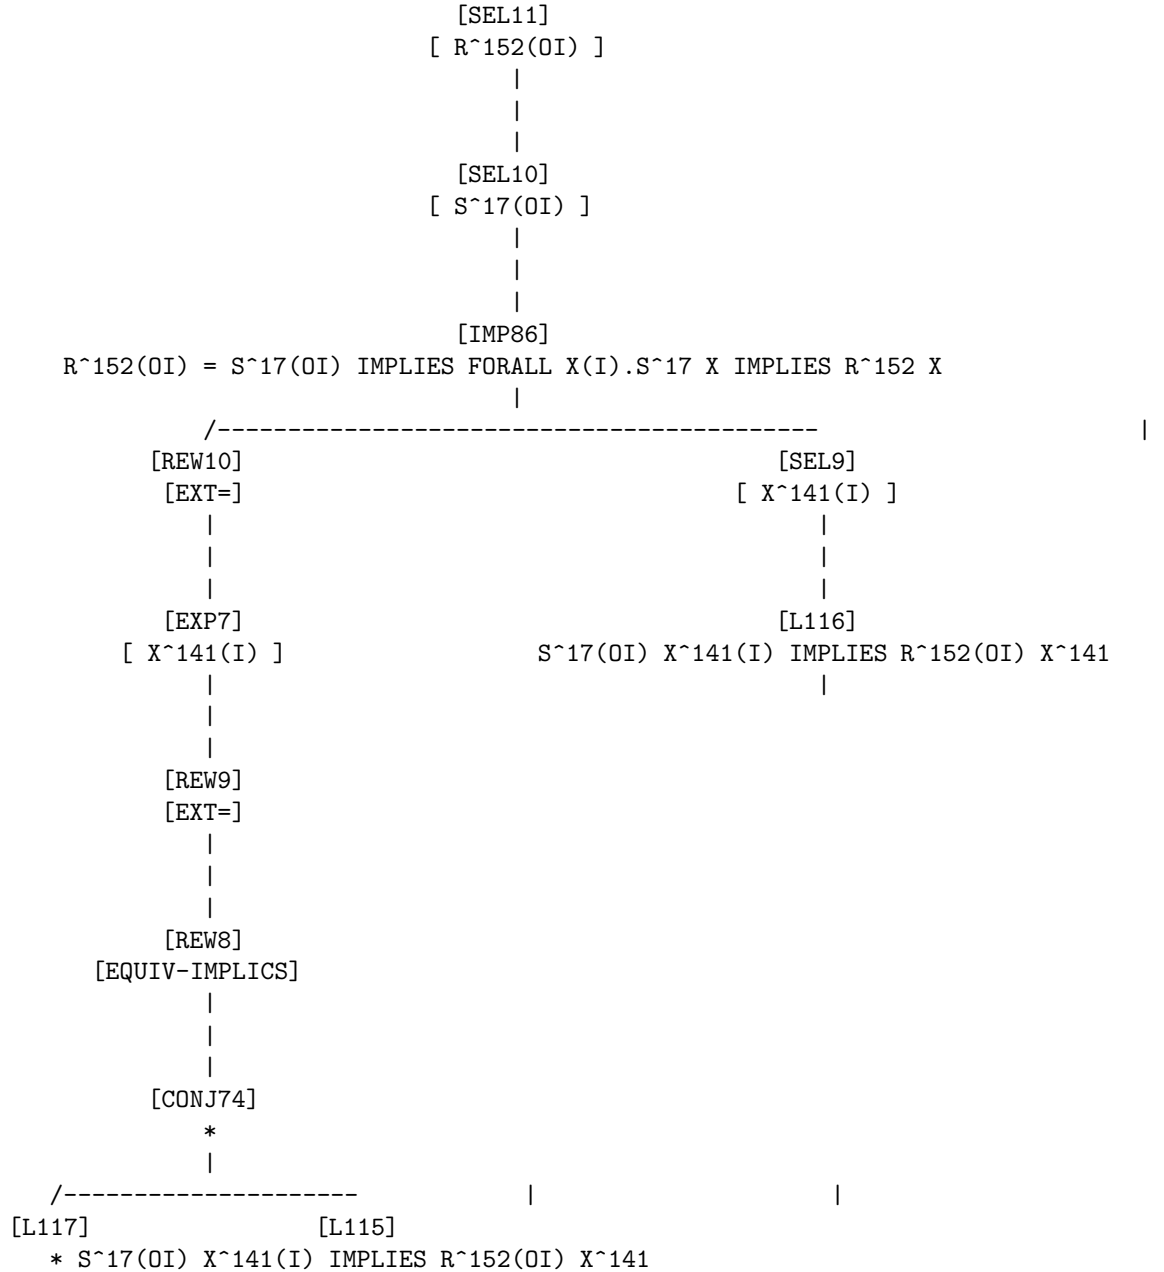 [SEL11]
[ R^152(OI) ]
|
|
|
[SEL10]
[ S^17(OI) ]
|
|
|
[IMP86]
R^152(OI) = S^17(OI) IMPLIES FORALL X(I).S^17 X IMPLIES R^152 X
|
/------------------------------------------ |
[REW10] [SEL9]
[EXT=] [ X^141(I) ]
| |
| |
| |
[EXP7] [L116]
[ X^141(I) ] S^17(OI) X^141(I) IMPLIES R^152(OI) X^141
| |
|
|
[REW9]
[EXT=]
|
|
|
[REW8]
[EQUIV-IMPLICS]
|
|
|
[CONJ74]
*
|
/--------------------- | |
[L117] [L115]
* S^17(OI) X^141(I) IMPLIES R^152(OI) X^141